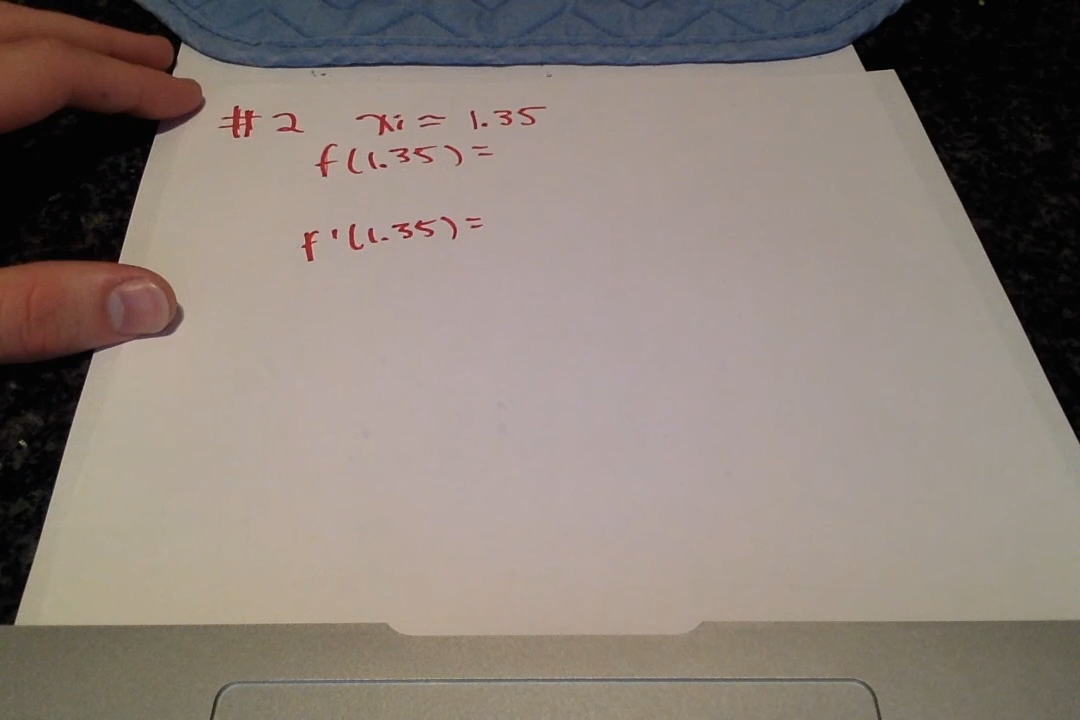 #2 xi = 1.35
f(1.35) =
f'(1.35) =